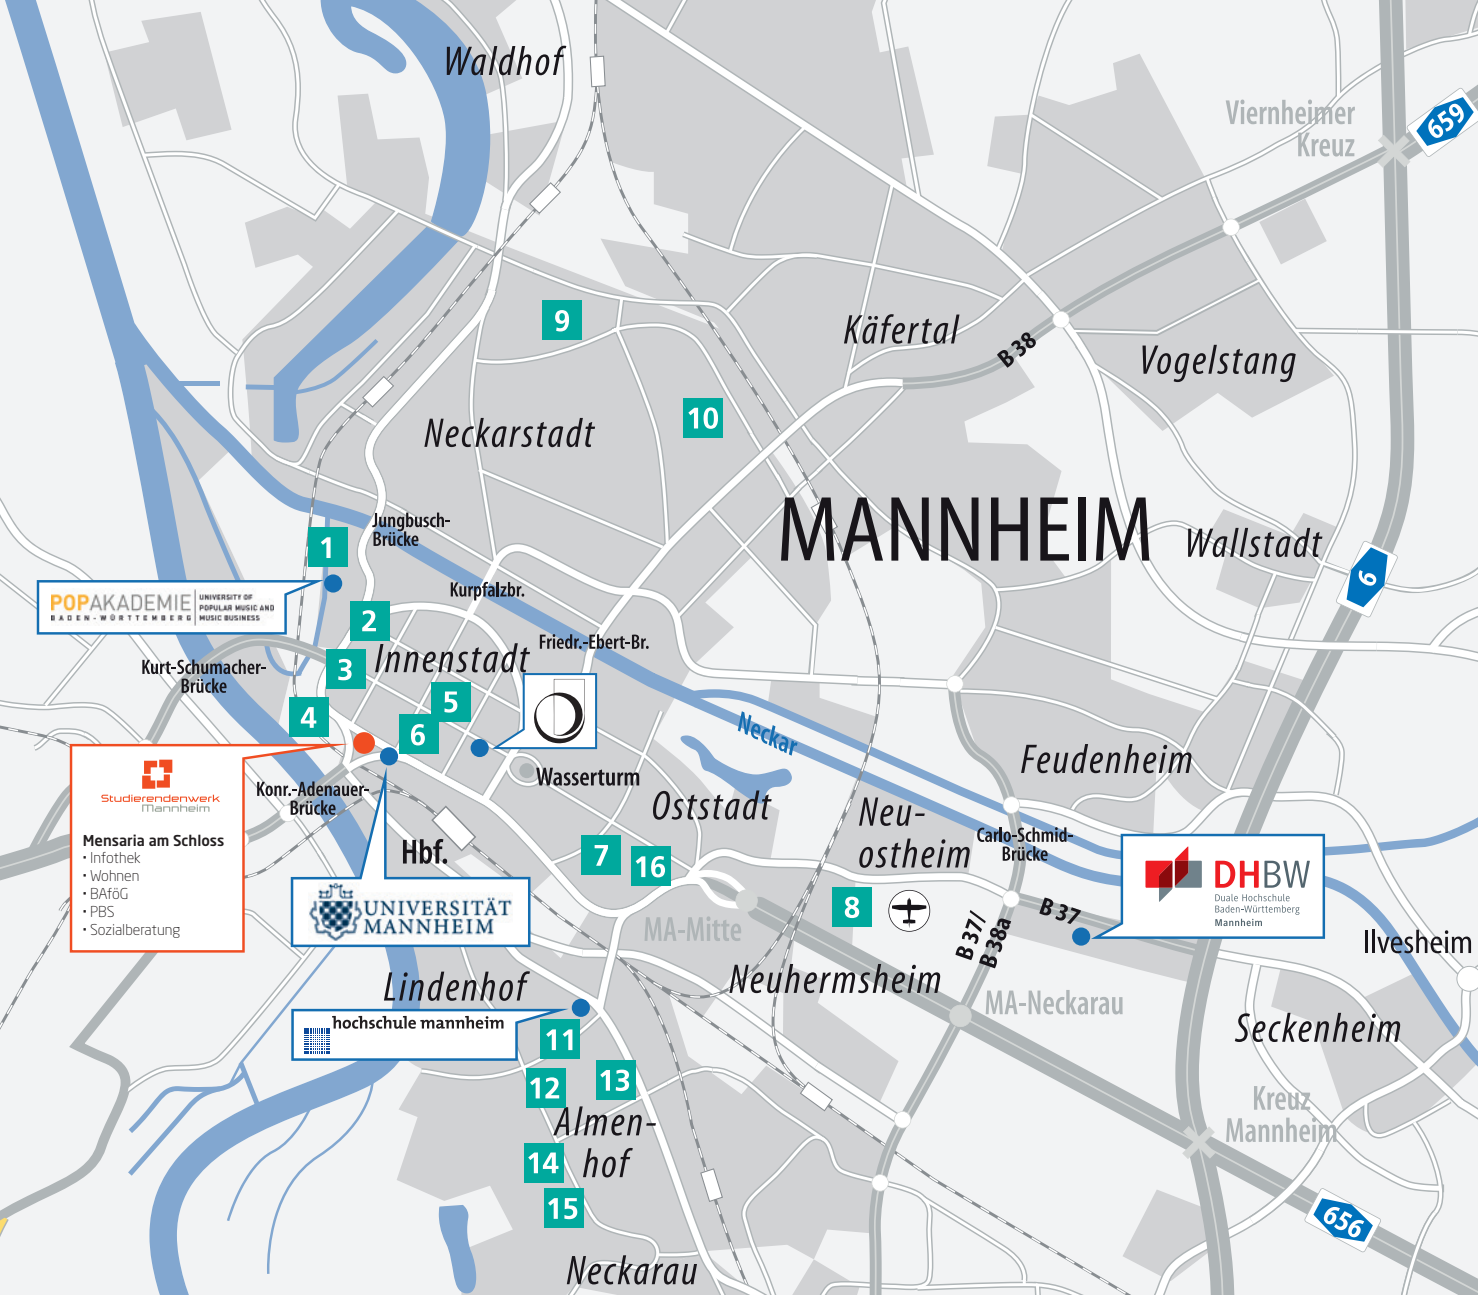 Waldhof
Viernheimer
Kreuz
659
9
Käfertal
B 38
Vogelstang
10
Neckarstadt
MANNHEIM
Jungbusch-
Brücke
1
Wallstadt
6
POPAKADEMIE
BADEN-WÜRTTEMBERG
UNIVERSITY OF
POPULAR MUSIC AND
MUSIC BUSINESS
Kurpfalzbr.
2
Friedr.-Ebert-Br.
Innenstadt
3
Kurt-Schumacher-
Brücke
5
4
6
Neckar
Feudenheim
Wasserturm
Studierendenwerk
Mannheim
Mensaria am Schloss
• Infothek
• Wohnen
• BAföG
• PBS
• Sozialberatung
Konr.-Adenauer-
Brücke
Oststadt
Neu-
ostheim
Carlo-Schmid-
Brücke
Hbf.
7
16
DHBW
Duale Hochschule
Baden-Württemberg
Mannheim
UNIVERSITÄT
MANNHEIM
8
B 37
MA-Mitte
B 37/
B 38a
Ilvesheim
Lindenhof
Neuhermsheim
MA-Neckarau
hochschule mannheim
Seckenheim
11
12
13
Kreuz
Mannheim
Almen-
hof
14
15
656
Neckarau